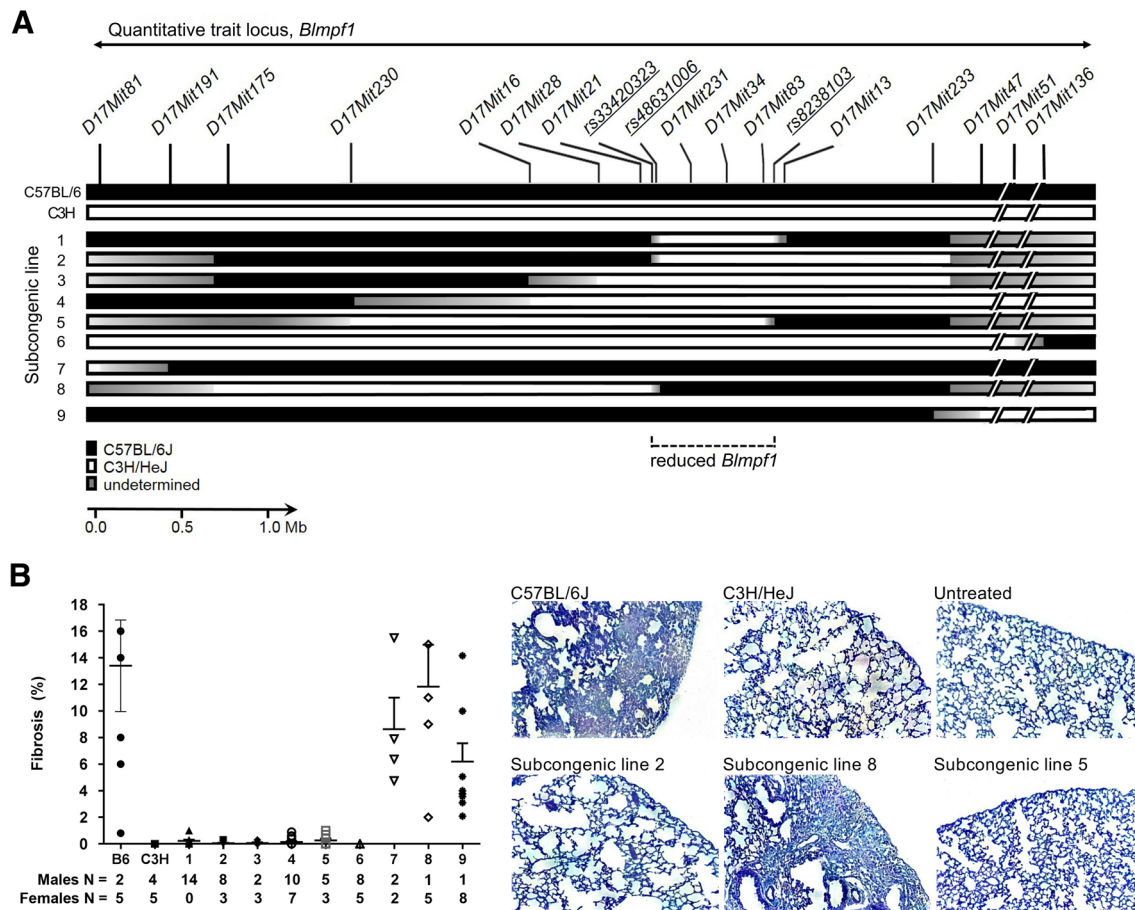 A
Quantitative trait locus, Blmpf1
D17Mit81
D17Mit191
D17Mit175
D17Mit230
D17Mit16
D17Mit28
D17Mit21
rs33420323
rs48631006
D17Mit231
D17Mit34
D17Mit83
rs8238103
D17Mit13
D17Mit233
D17Mit47
D17Mit51
D17Mit136
C57BL/6
C3H
Subcongenic line
1
2
3
4
5
6
7
8
9
C57BL/6J
C3H/HeJ
undetermined
reduced Blmpf1
0.0 0.5 1.0 Mb
B
Fibrosis (%)
18
16
14
12
10
8
6
4
2
0
B6 C3H 1 2 3 4 5 6 7 8 9
Males N = 2 4 14 8 2 10 5 8 2 1 1
Females N = 5 5 0 3 3 7 3 5 2 5 8
C57BL/6J
C3H/HeJ
Untreated
Subcongenic line 2
Subcongenic line 8
Subcongenic line 5